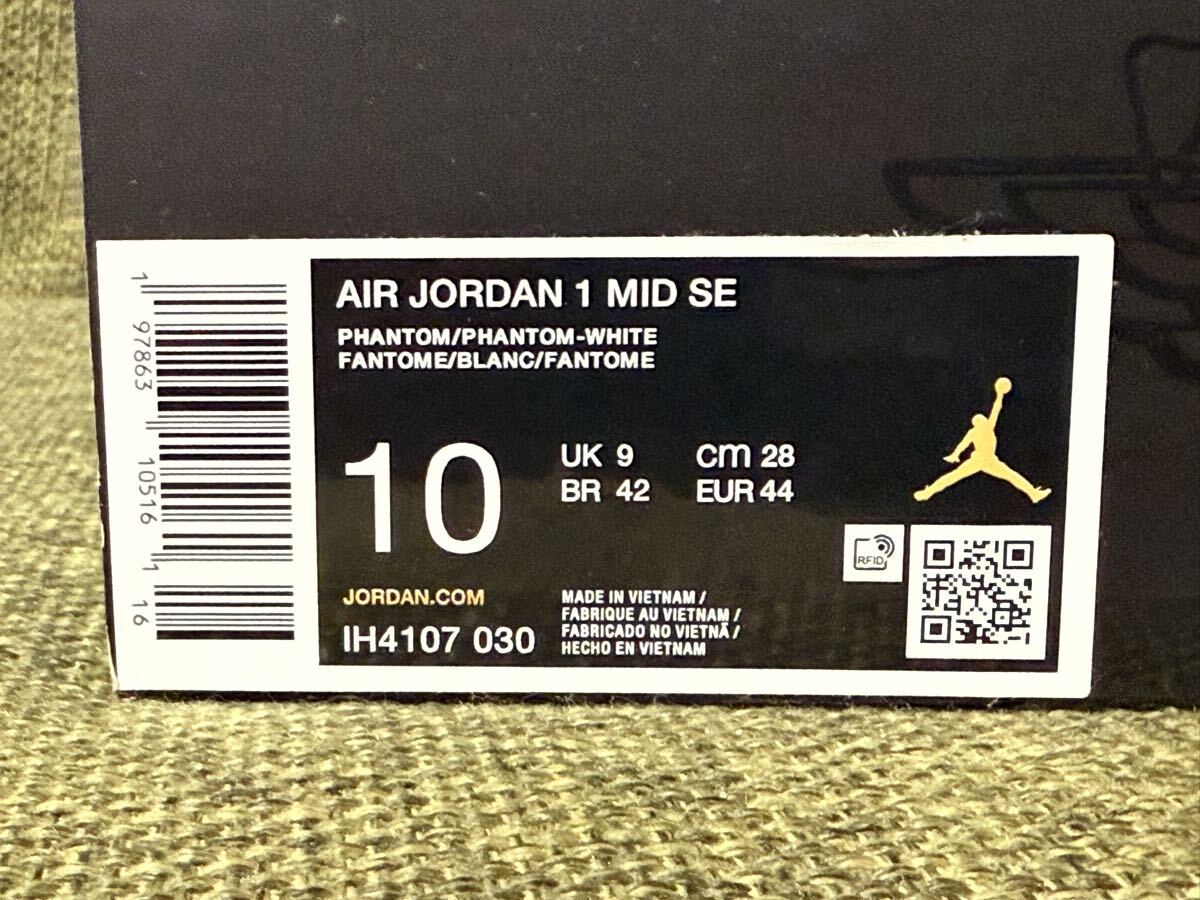 AIR JORDAN 1 MID SE
PHANTOM/PHANTOM-WHITE
FANTOME/BLANC/FANTOME
10
UK 9 cm 28
BR 42 EUR 44
RFID
JORDAN.COM
IH4107 030
MADE IN VIETNAM /
FABRIQUE AU VIETNAM /
FABRICADO NO VIETNÃ /
HECHO EN VIETNAM
1 97863 10516 1 16